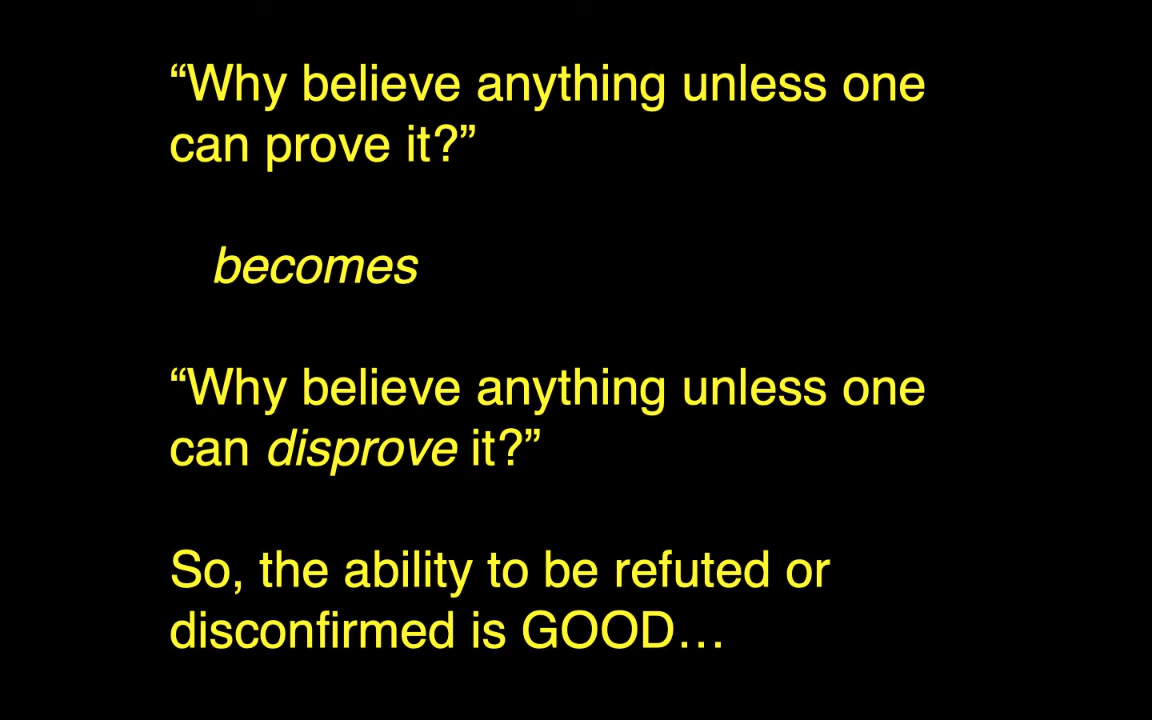 “Why believe anything unless one
can prove it?”
becomes
“Why believe anything unless one
can disprove it?”
So, the ability to be refuted or
disconfirmed is GOOD…